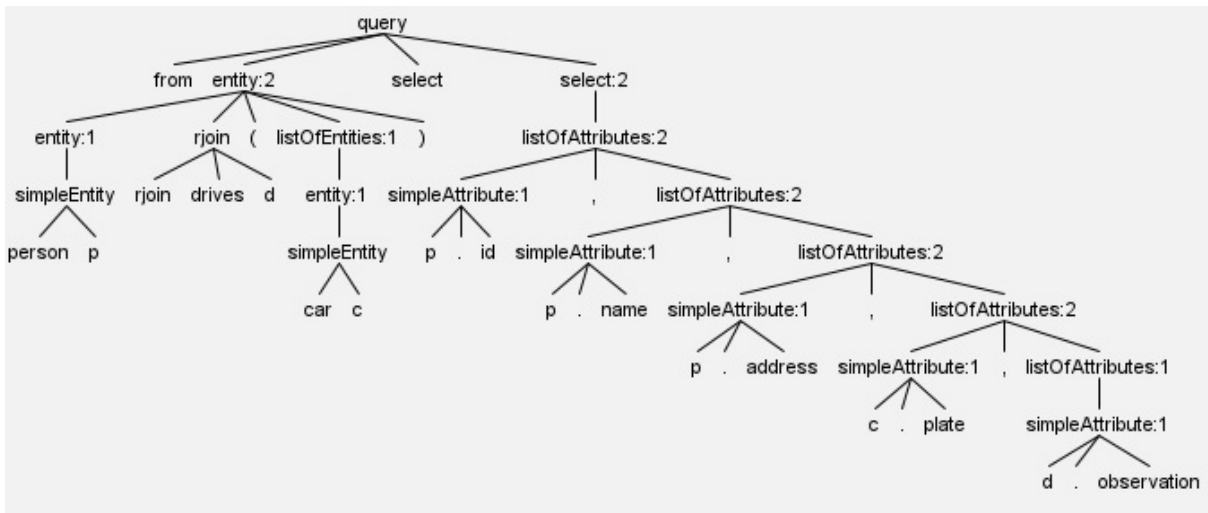 query
from entity:2 select select:2
entity:1 rjoin ( listOfEntities:1 ) listOfAttributes:2
simpleEntity rjoin drives d entity:1 simpleAttribute:1 , listOfAttributes:2
person p simpleEntity p . id simpleAttribute:1 , listOfAttributes:2
car c p . name simpleAttribute:1 , listOfAttributes:2
p . address simpleAttribute:1 , listOfAttributes:1
c . plate simpleAttribute:1
d . observation